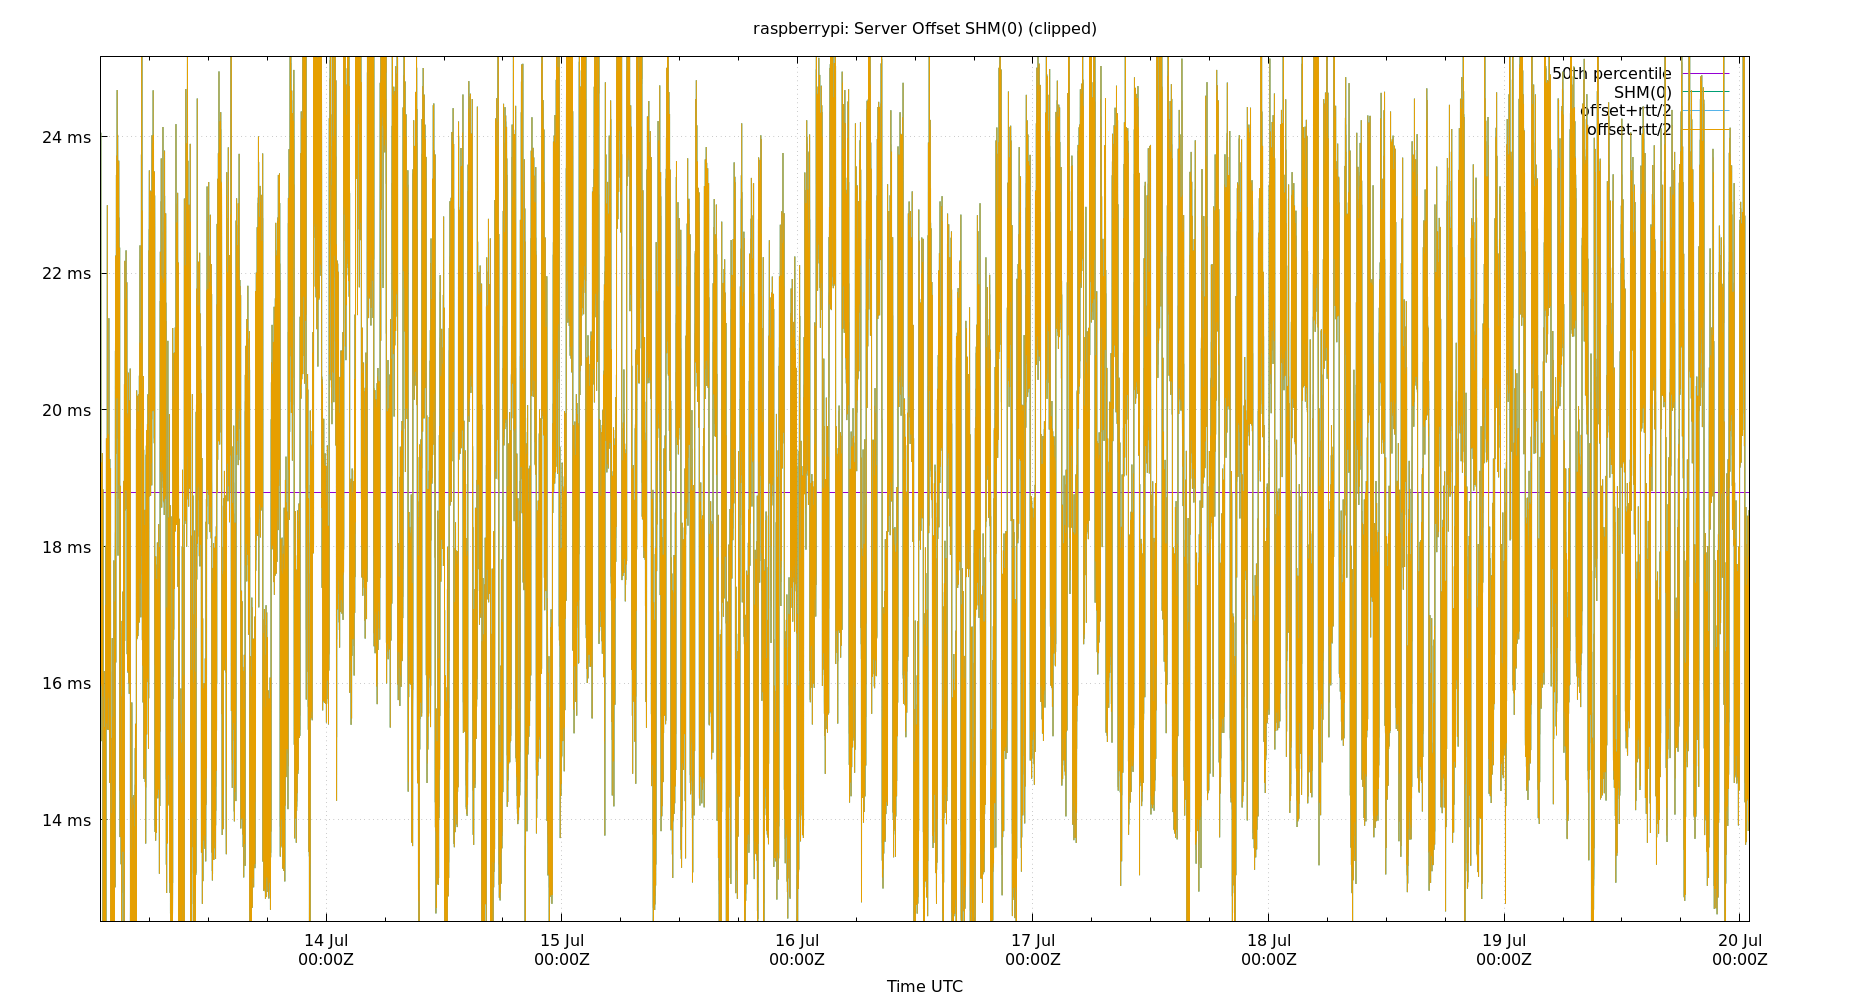 raspberrypi: Server Offset SHM(0) (clipped)
50th percentile
SHM(0)
offset+rtt/2
offset-rtt/2
24 ms
22 ms
20 ms
18 ms
16 ms
14 ms
14 Jul 15 Jul 16 Jul 17 Jul 18 Jul 19 Jul 20 Jul
00:00Z 00:00Z 00:00Z 00:00Z 00:00Z 00:00Z 00:00Z
Time UTC